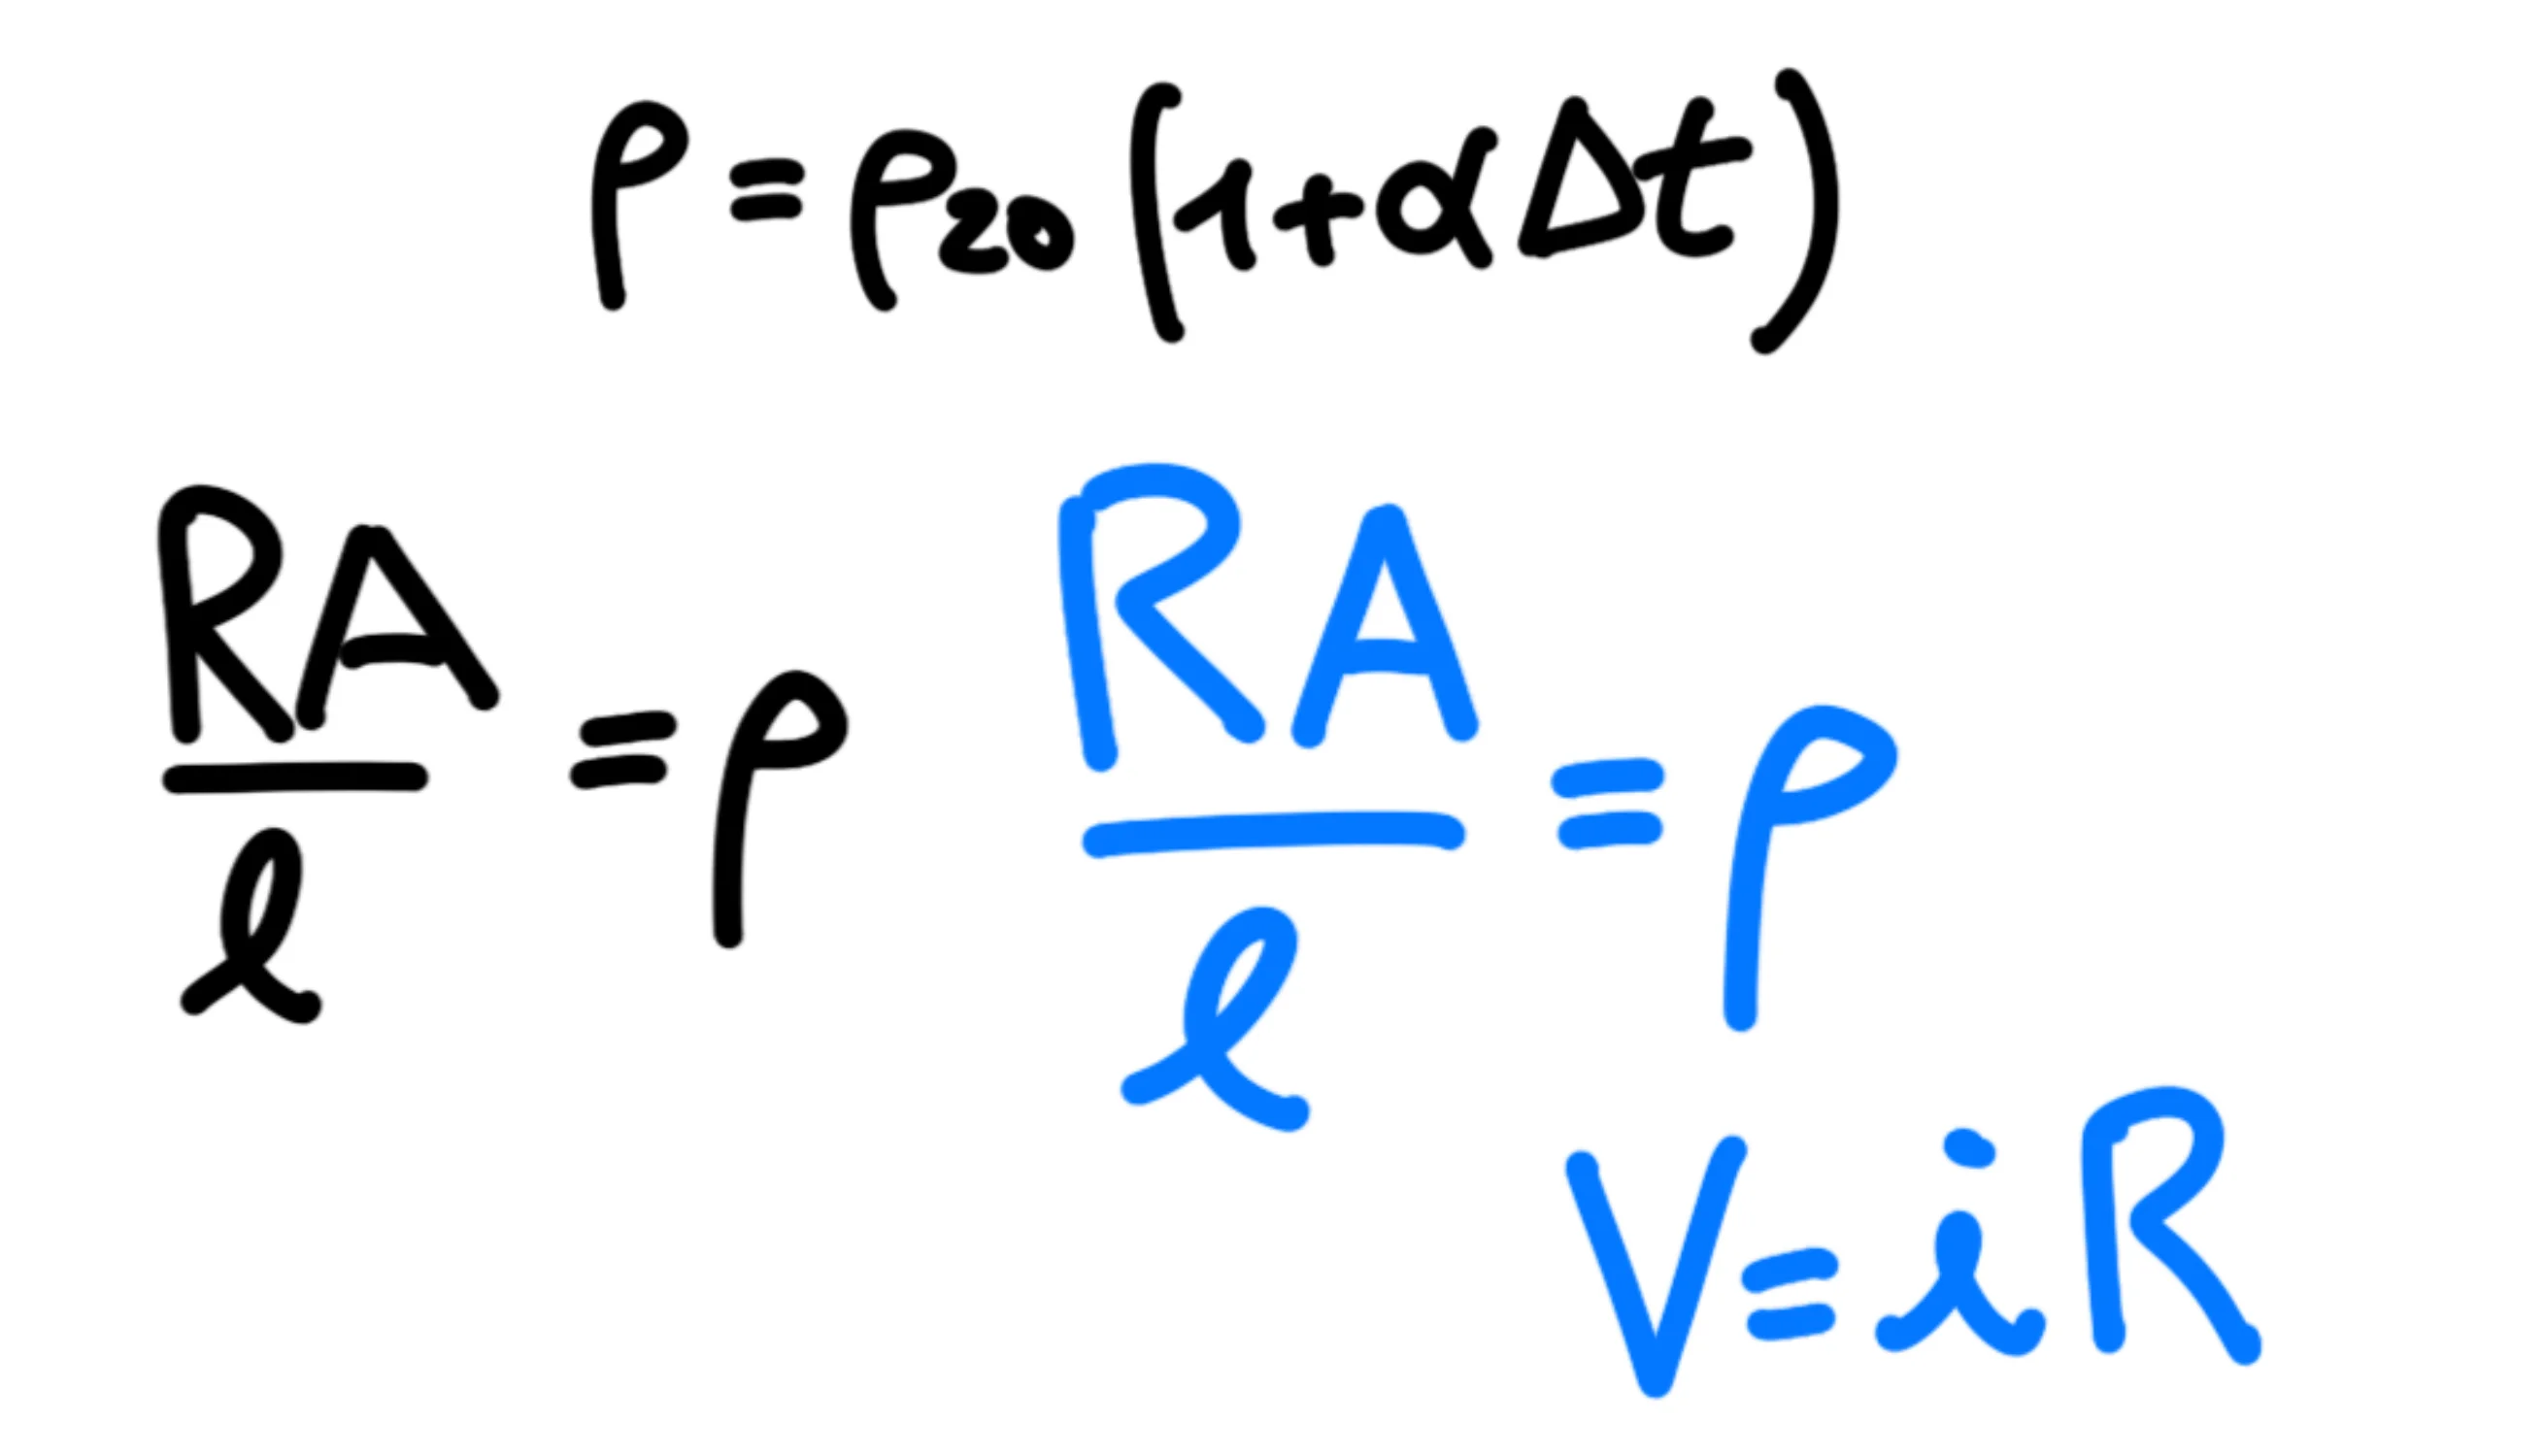 ρ = ρ₂₀ (1+αΔt)
RA/ℓ = ρ
RA/ℓ = ρ
V = iR